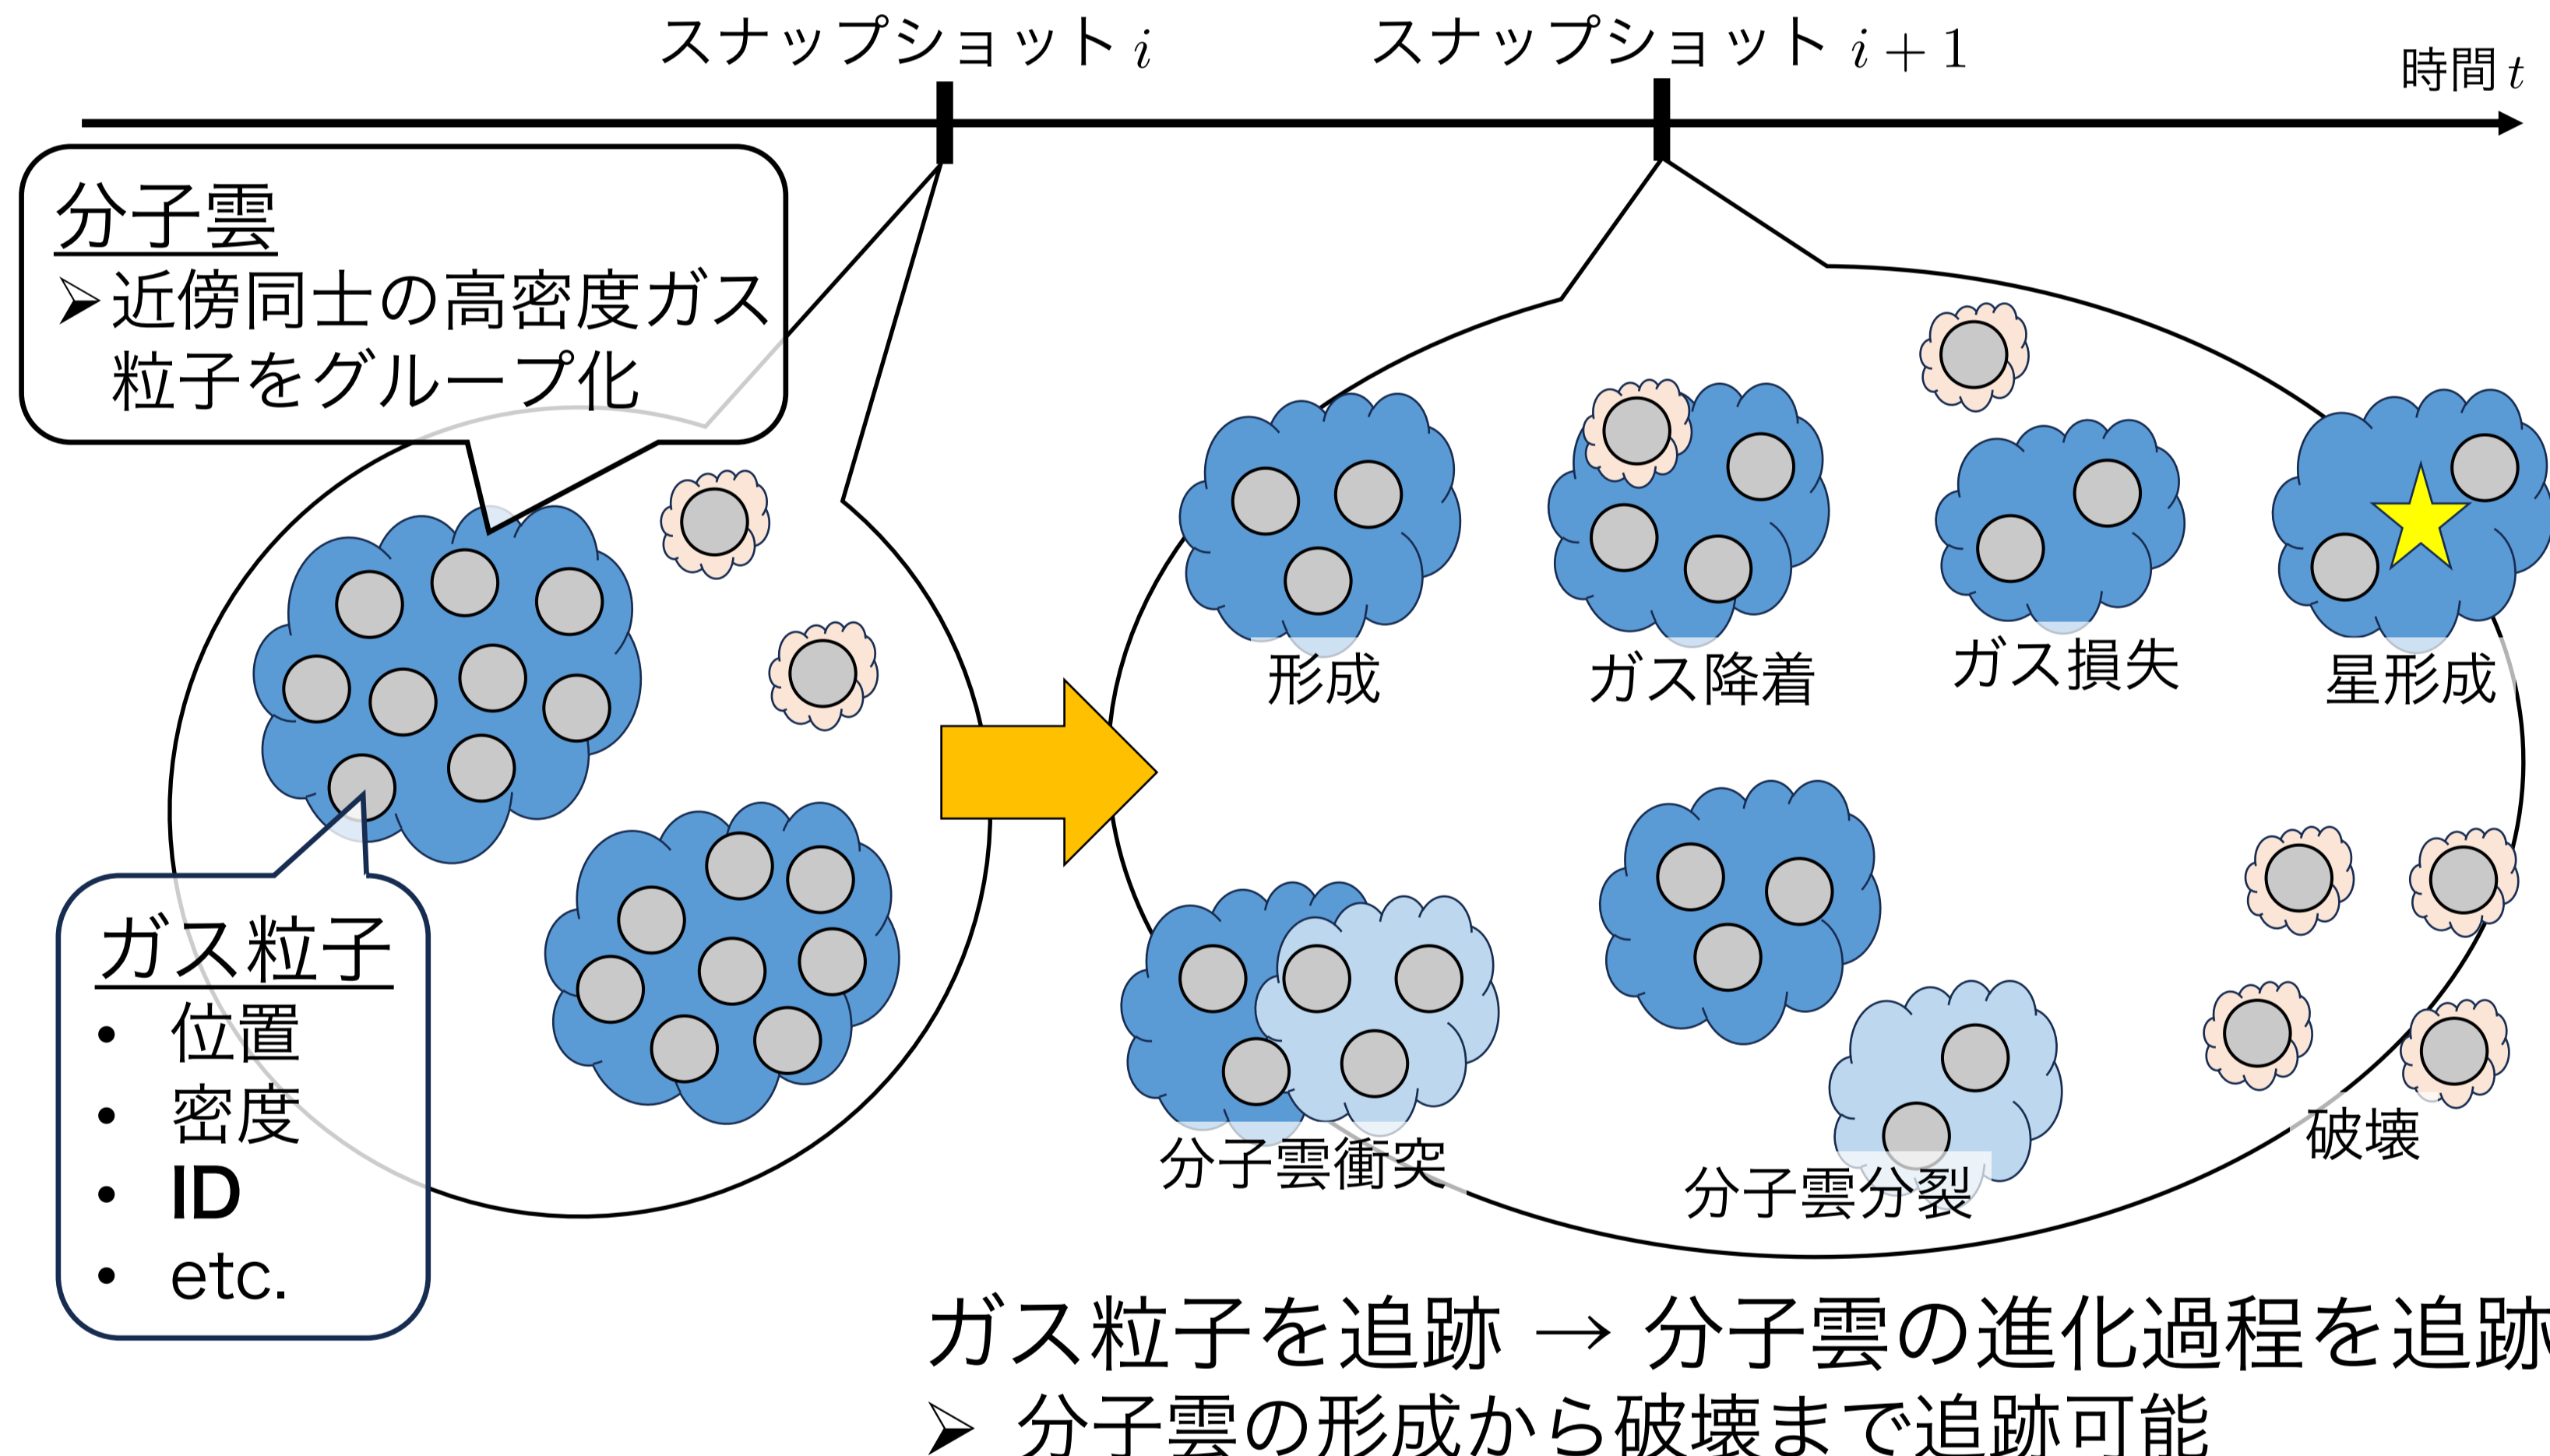 スナップショット i
スナップショット i + 1
時間 t
分子雲
➢近傍同士の高密度ガス
粒子をグループ化
形成
ガス降着
ガス損失
星形成
ガス粒子
• 位置
• 密度
• ID
• etc.
分子雲衝突
分子雲分裂
破壊
ガス粒子を追跡 → 分子雲の進化過程を追跡
➢ 分子雲の形成から破壊まで追跡可能